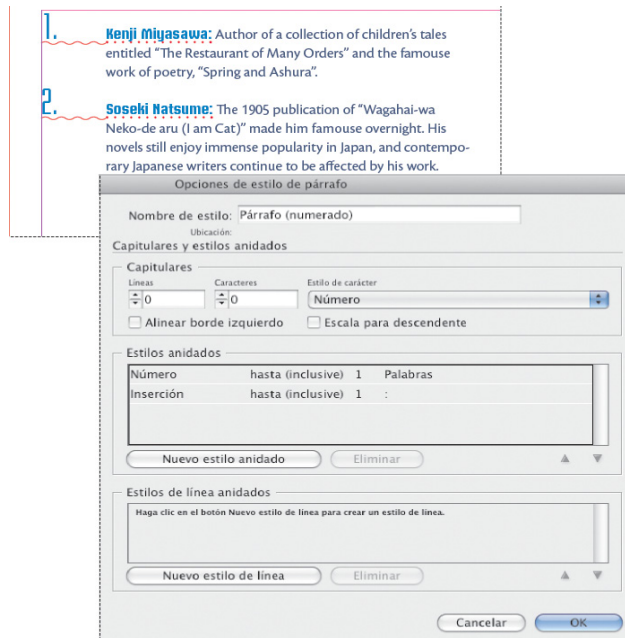 1. Kenji Miyasawa: Author of a collection of children's tales
entitled "The Restaurant of Many Orders" and the famouse
work of poetry, "Spring and Ashura".
2. Soseki Natsume: The 1905 publication of "Wagahai-wa
Neko-de aru (I am Cat)" made him famouse overnight. His
novels still enjoy immense popularity in Japan, and contempo-
rary Japanese writers continue to be affected by his work.
Opciones de estilo de párrafo
Nombre de estilo: Párrafo (numerado)
Ubicación:
Capitulares y estilos anidados
Capitulares
Líneas Caracteres Estilo de carácter
0 0 Número
Alinear borde izquierdo Escala para descendente
Estilos anidados
Número hasta (inclusive) 1 Palabras
Inserción hasta (inclusive) 1 :
Nuevo estilo anidado Eliminar
Estilos de línea anidados
Haga clic en el botón Nuevo estilo de línea para crear un estilo de línea.
Nuevo estilo de línea Eliminar
Cancelar OK